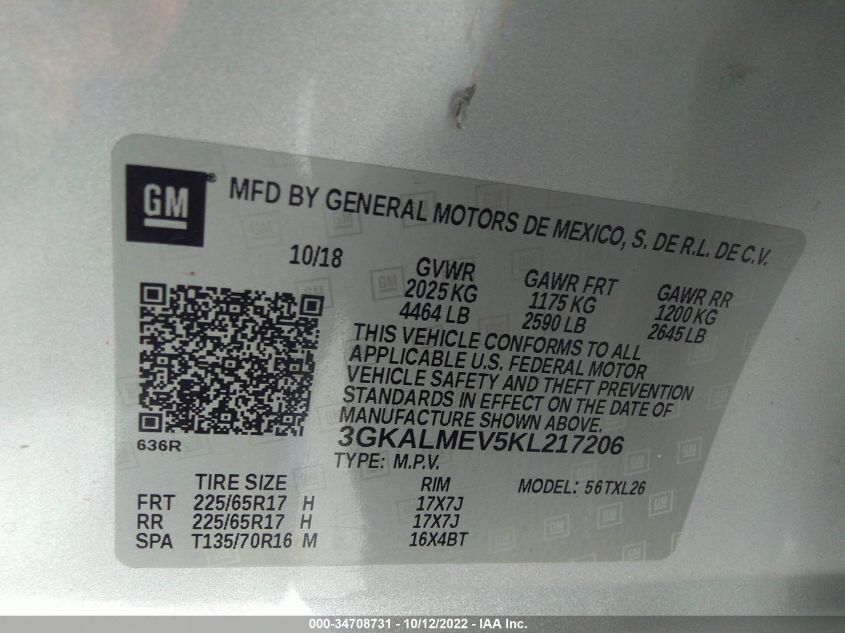 GM ® MFD BY GENERAL MOTORS DE MEXICO, S. DE R.L. DE C.V.
10/18 GVWR GAWR FRT GAWR RR
2025 KG 1175 KG 1200 KG
4464 LB 2590 LB 2645 LB
THIS VEHICLE CONFORMS TO ALL
APPLICABLE U.S. FEDERAL MOTOR
VEHICLE SAFETY AND THEFT PREVENTION
STANDARDS IN EFFECT ON THE DATE OF
MANUFACTURE SHOWN ABOVE.
636R 3GKALMEV5KL217206
TYPE: M.P.V.
TIRE SIZE RIM MODEL: 56TXL26
FRT 225/65R17 H 17X7J
RR 225/65R17 H 17X7J
SPA T135/70R16 M 16X4BT
000-34708731 - 10/12/2022 - IAA Inc.